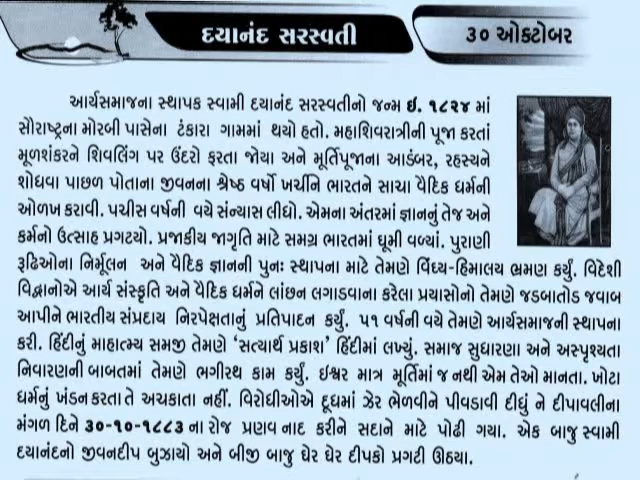 દયાનંદ સરસ્વતી
૩૦ ઓક્ટોબર
આર્યસમાજના સ્થાપક સ્વામી દયાનંદ સરસ્વતીનો જન્મ ઇ. ૧૮૨૪ માં
સૌરાષ્ટ્રના મોરબી પાસેના ટંકારા ગામમાં થયો હતો. મહાશિવરાત્રીની પૂજા કરતાં
મૂળશંકરને શિવલિંગ પર ઉંદરો ફરતા જોયા અને મૂર્તિપૂજાના આડંબર, રહસ્યને
શોધવા પાછળ પોતાના જીવનના શ્રેષ્ઠ વર્ષો ખર્ચીને ભારતને સાચા વૈદિક ધર્મની
ઓળખ કરાવી. પચીસ વર્ષની વયે સંન્યાસ લીધો. એમના અંતરમાં જ્ઞાનનું તેજ અને
કર્મનો ઉત્સાહ પ્રગટયો. પ્રજાકીય જાગૃતિ માટે સમગ્ર ભારતમાં ઘૂમી વળ્યાં. પુરાણી
રૂઢિઓના નિર્મૂલન અને વૈદિક જ્ઞાનની પુનઃ સ્થાપના માટે તેમણે વિંધ્ય-હિમાલય ભ્રમણ કર્યું. વિદેશી
વિદ્વાનોએ આર્ય સંસ્કૃતિ અને વૈદિક ધર્મને લાંછન લગાડવાના કરેલા પ્રયાસોનો તેમણે જડબાતોડ જવાબ
આપીને ભારતીય સંપ્રદાય નિરપેક્ષતાનું પ્રતિપાદન કર્યું. ૫૧ વર્ષની વચે તેમણે આર્યસમાજની સ્થાપના
કરી. હિંદીનું માહાત્મ્ય સમજી તેમણે ‘સત્યાર્થ પ્રકાશ’ હિંદીમાં લખ્યું. સમાજ સુધારણા અને અસ્પૃશ્યતા
નિવારણની બાબતમાં તેમણે ભગીરથ કામ કર્યું. ઇશ્વર માત્ર મૂર્તિમાં જ નથી એમ તેઓ માનતા. ખોટા
ધર્મનું ખંડન કરતા તે અચકાતા નહીં. વિરોધીઓએ દૂધમાં ઝેર ભેળવીને પીવડાવી દીધું ને દીપાવલીના
મંગળ દિને ૩૦-૧૦-૧૮૮૩ ના રોજ પ્રણવ નાદ કરીને સદાને માટે પોઢી ગયા. એક બાજુ સ્વામી
દયાનંદનો જીવનદીપ બુઝાયો અને બીજી બાજુ ઘેર ઘેર દીપકો પ્રગટી ઊઠયા.